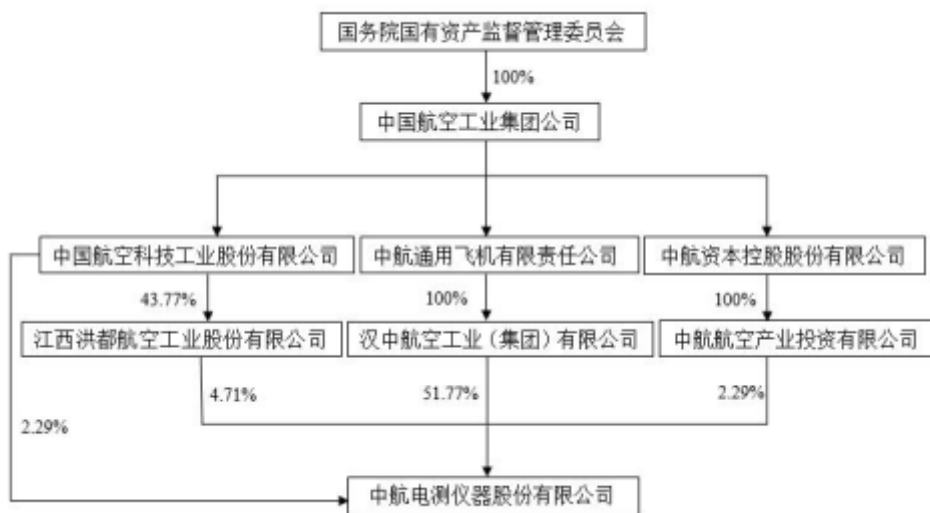 国务院国有资产监督管理委员会
100%
中国航空工业集团公司
中国航空科技工业股份有限公司
中航通用飞机有限责任公司
中航资本控股股份有限公司
43.77%
100%
100%
江西洪都航空工业股份有限公司
汉中航空工业（集团）有限公司
中航航空产业投资有限公司
4.71%
51.77%
2.29%
2.29%
中航电测仪器股份有限公司